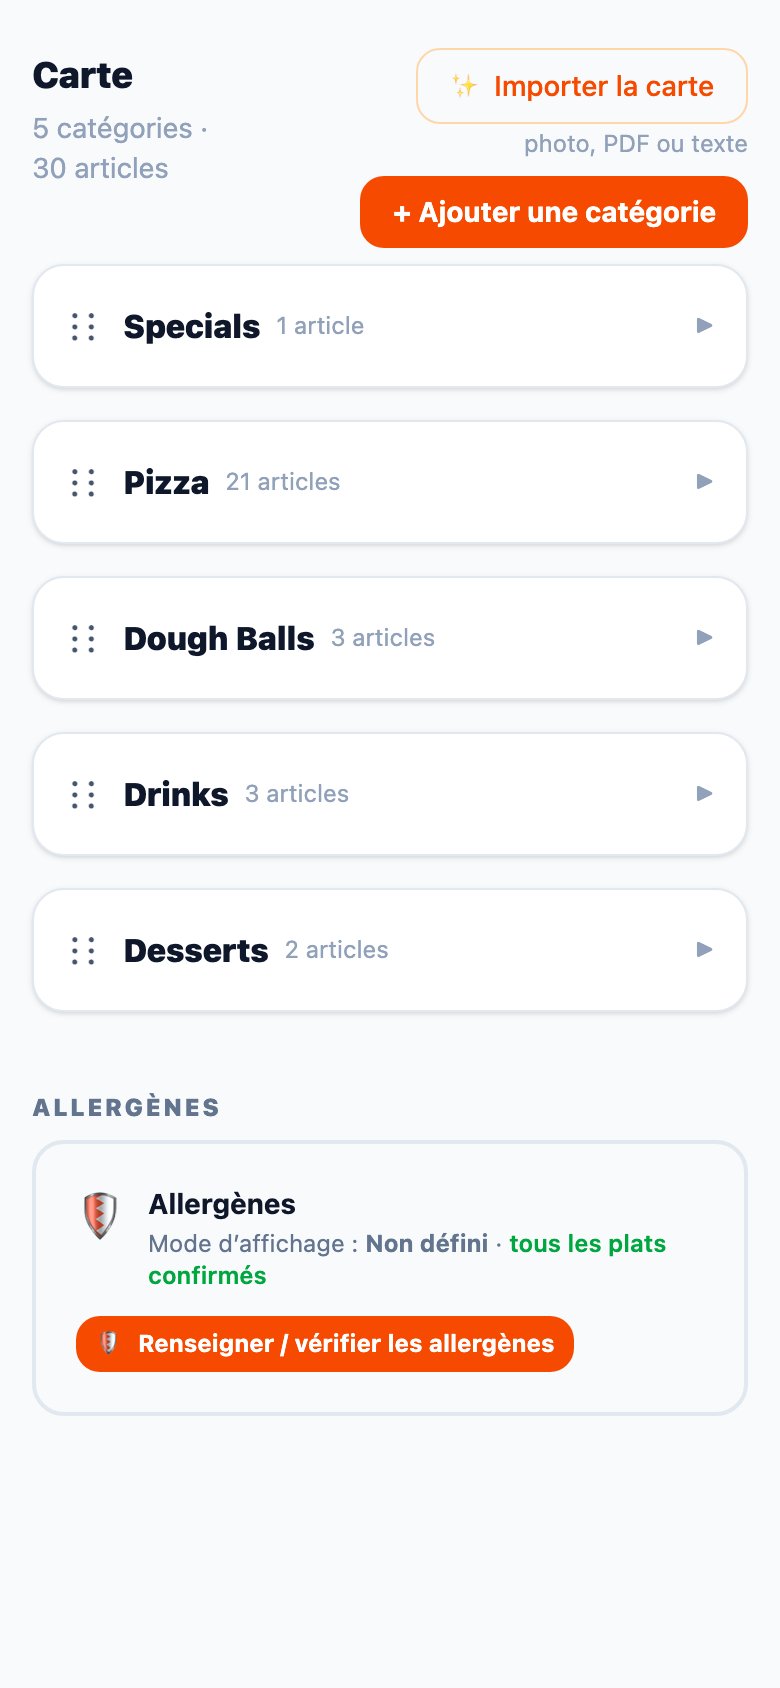 Carte
5 catégories ·
30 articles
✨ Importer la carte
photo, PDF ou texte
+ Ajouter une catégorie
Specials 1 article
Pizza 21 articles
Dough Balls 3 articles
Drinks 3 articles
Desserts 2 articles
ALLERGÈNES
Allergènes
Mode d’affichage : Non défini · tous les plats
confirmés
Renseigner / vérifier les allergènes